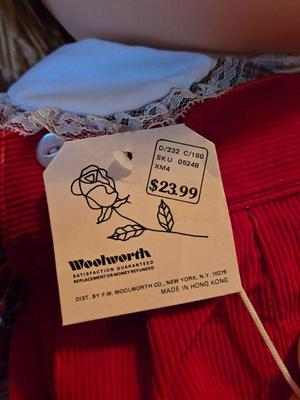 D/232 C/180
SKU 05248
XM4
$23.99
Woolworth
SATISFACTION GUARANTEED
REPLACEMENT OR MONEY REFUNDED
DIST. BY F.W. WOOLWORTH CO., NEW YORK, N.Y. 10279
MADE IN HONG KONG